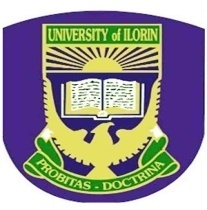 UNIVERSITY of ILORIN
PROBITAS - DOCTRINA